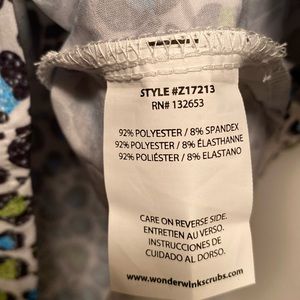 STYLE #Z17213
RN# 132653
92% POLYESTER / 8% SPANDEX
92% POLYESTER / 8% ÉLASTHANNE
92% POLIÉSTER / 8% ELASTANO
CARE ON REVERSE SIDE.
ENTRETIEN AU VERSO.
INSTRUCCIONES DE
CUIDADO AL DORSO.
www.wonderwinkscrubs.com